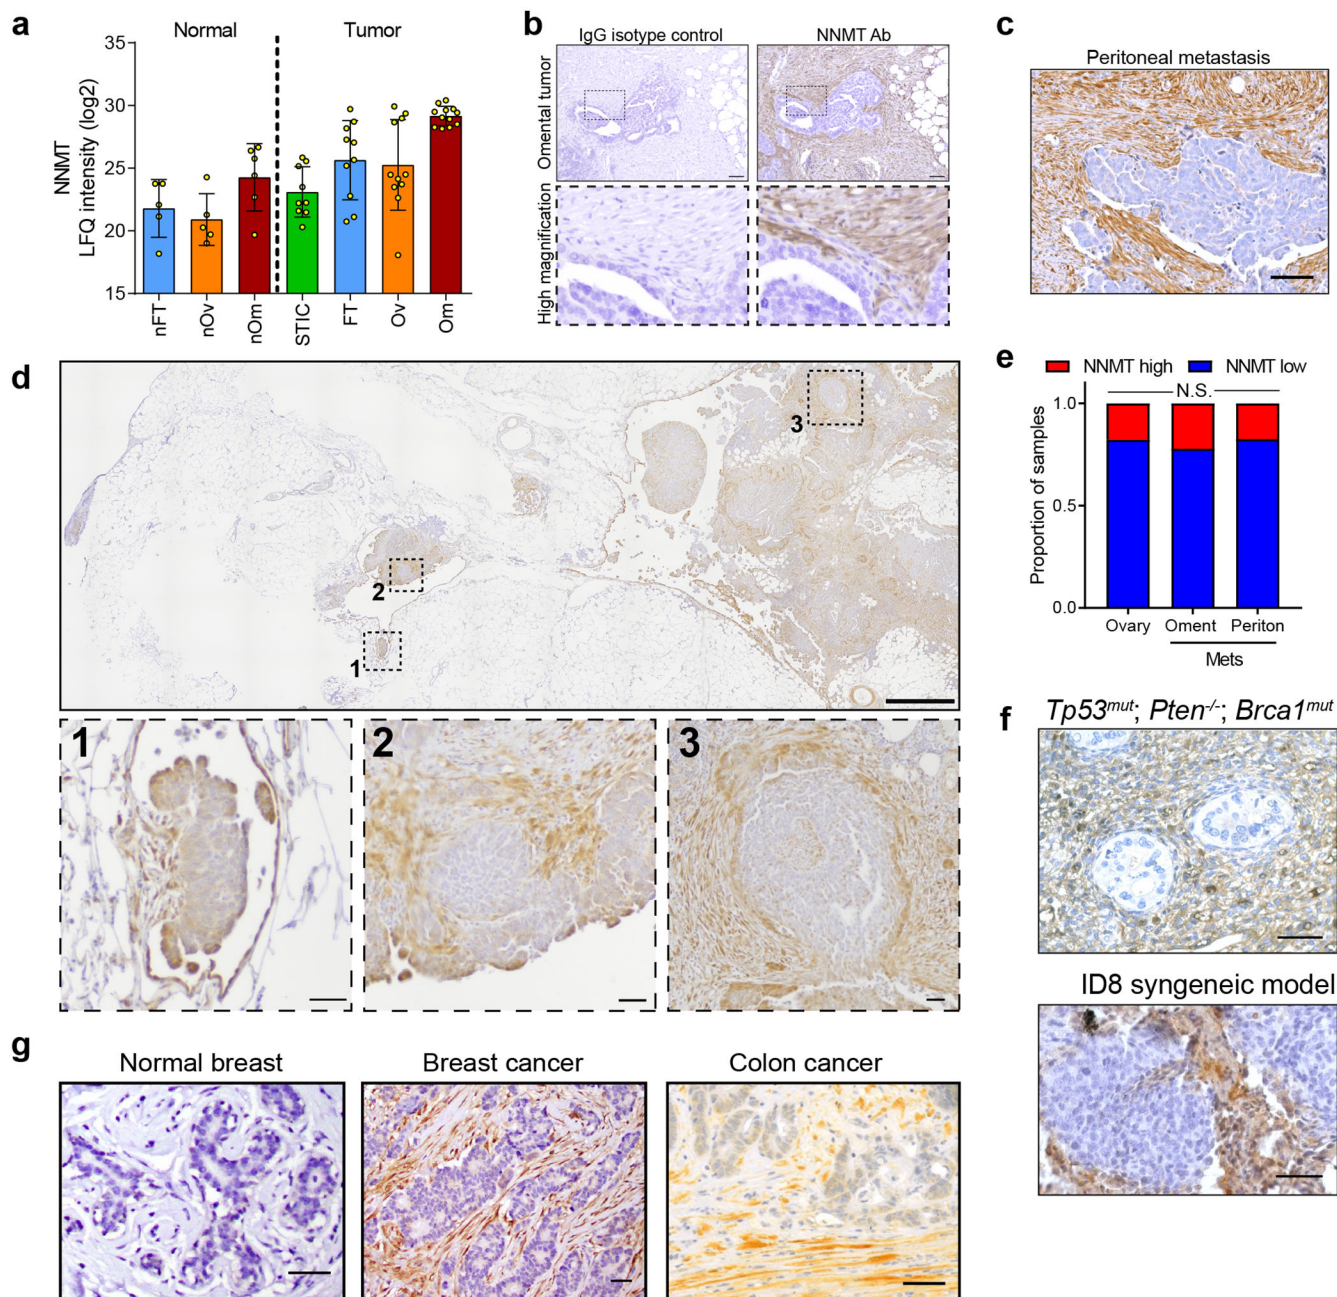 a
Normal
Tumor
NNMT
LFQ intensity (log2)
35
30
25
20
15
nFT
nOv
nOm
STIC
FT
Ov
Om
b
IgG isotype control
NNMT Ab
Omental tumor
High magnification
c
Peritoneal metastasis
d
1
2
3
1
2
3
e
NNMT high
NNMT low
N.S.
Proportion of samples
1.0
0.5
0.0
Ovary
Oment
Periton
Mets
f
Tp53mut; Pten-/-; Brca1mut
ID8 syngeneic model
g
Normal breast
Breast cancer
Colon cancer